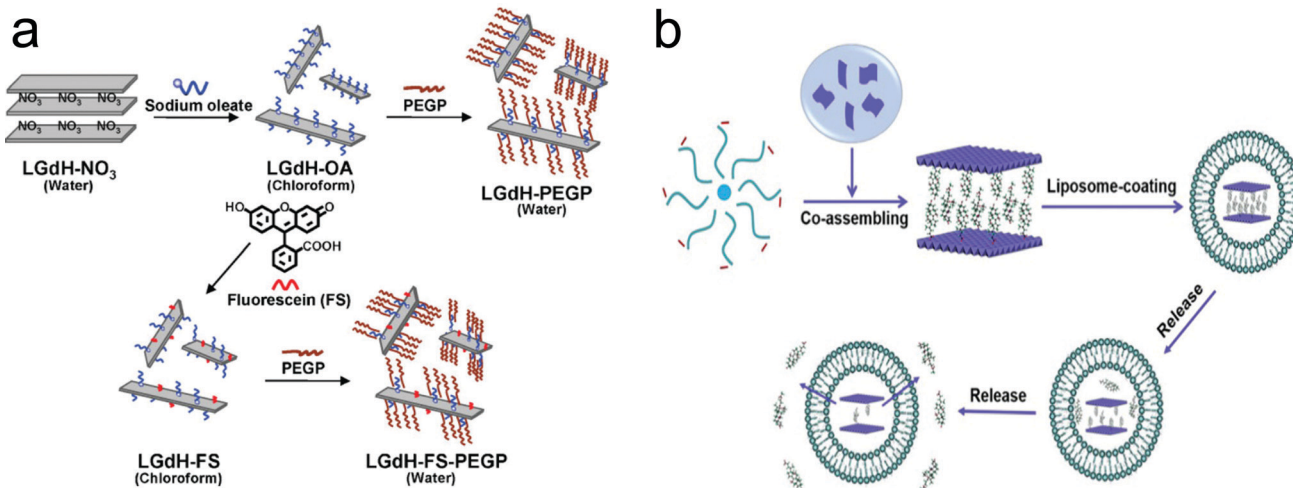 a
NO3 NO3 NO3
NO3 NO3 NO3
LGdH-NO3
(Water)
Sodium oleate
LGdH-OA
(Chloroform)
PEGP
LGdH-PEGP
(Water)
HO
O
O
COOH
Fluorescein (FS)
LGdH-FS
(Chloroform)
PEGP
LGdH-FS-PEGP
(Water)
b
Co-assembling
Liposome-coating
Release
Release